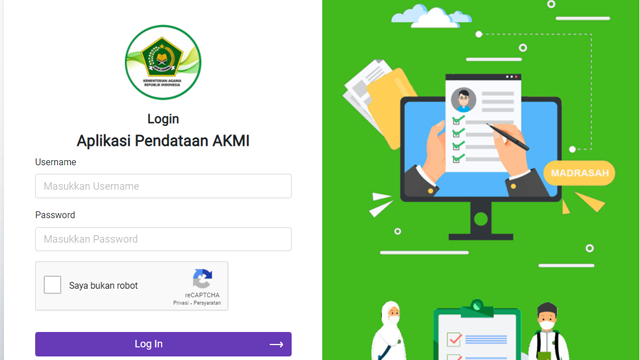 KEMENTERIAN AGAMA
REPUBLIK INDONESIA
Login
Aplikasi Pendataan AKMI
Username
Masukkan Username
Password
Masukkan Password
Saya bukan robot
reCAPTCHA
Privasi - Persyaratan
Log In
MADRASAH